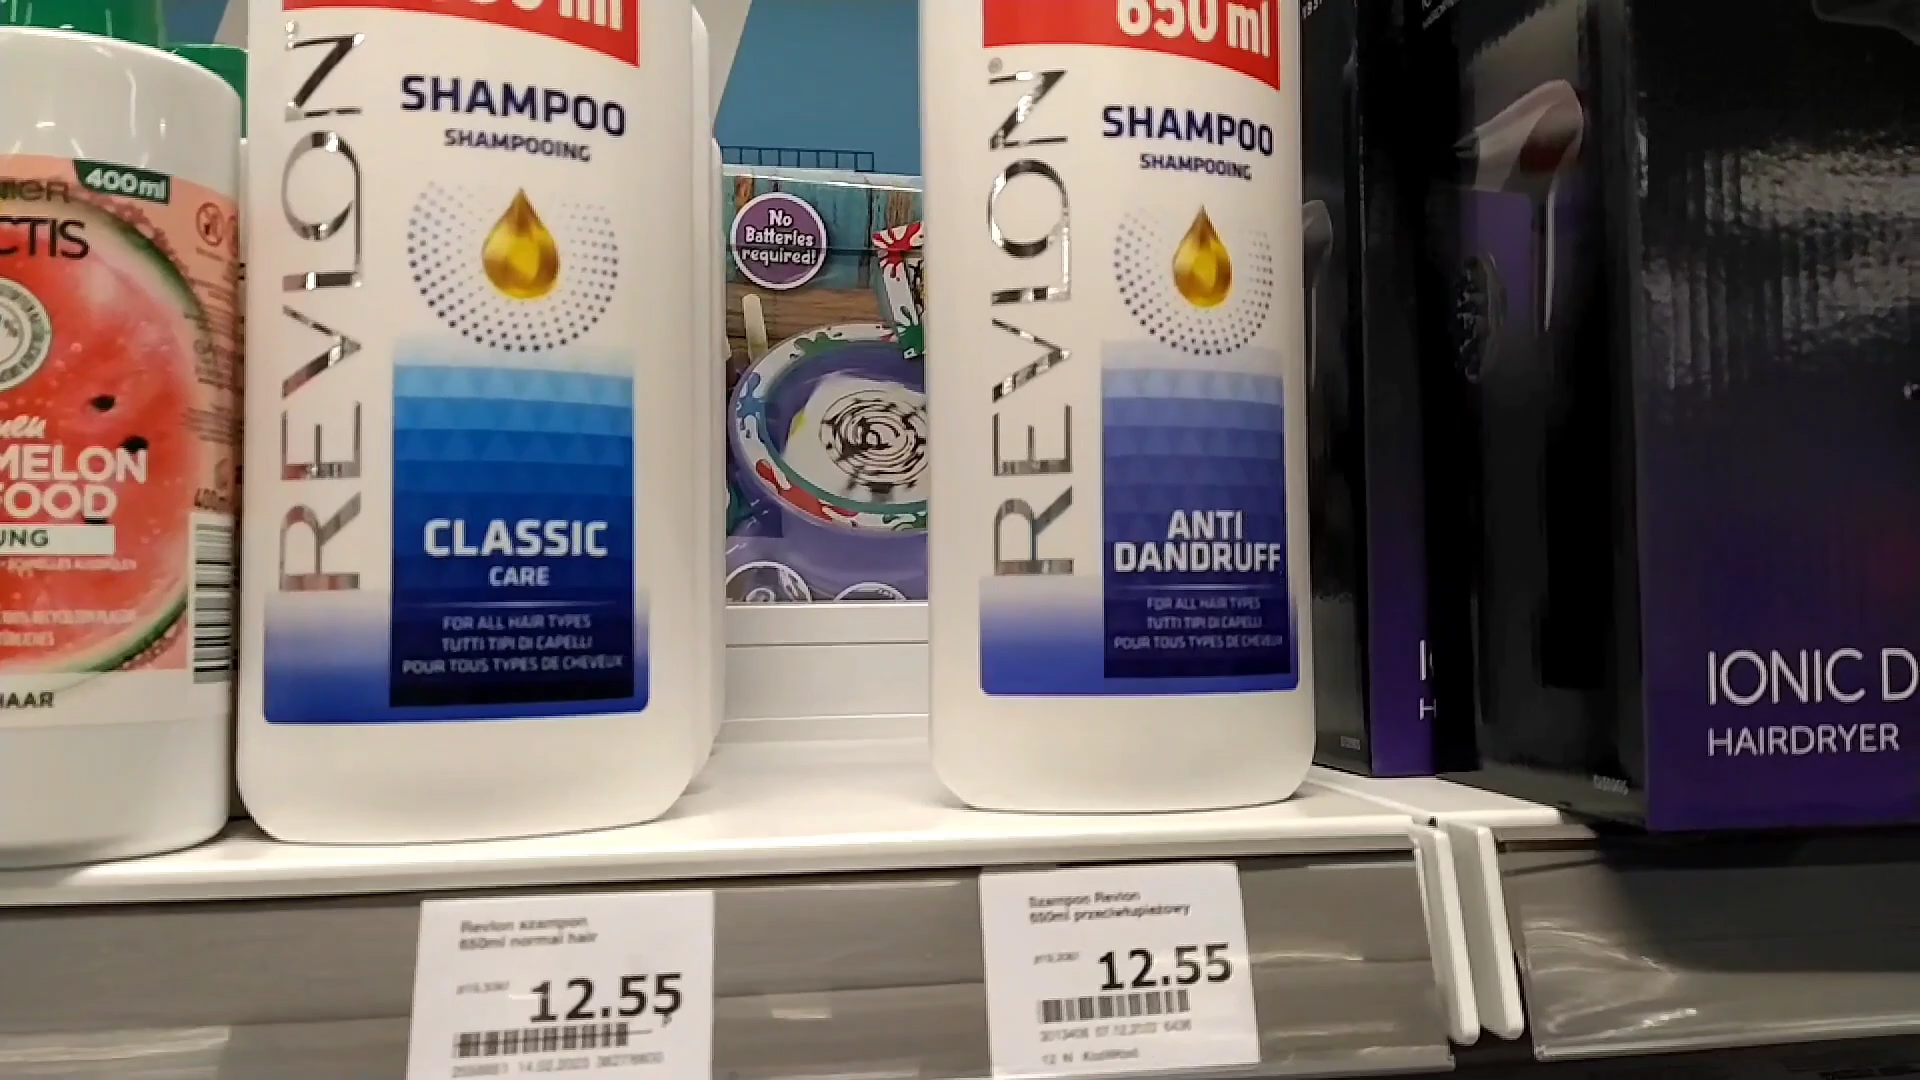 400ml
CTIS
MELON
FOOD
UNG
HAAR
REVLON
SHAMPOO
SHAMPOOING
CLASSIC
CARE
FOR ALL HAIR TYPES
TUTTI TIPI DI CAPELLI
POUR TOUS TYPES DE CHEVEUX
No
Batteries
required!
650 ml
REVLON
SHAMPOO
SHAMPOOING
ANTI
DANDRUFF
FOR ALL HAIR TYPES
TUTTI TIPI DI CAPELLI
POUR TOUS TYPES DE CHEVEUX
IONIC D
HAIRDRYER
Revlon szampon
650ml normal hair
12.55
Szampon Revlon
650ml przeciwłupieżowy
12.55